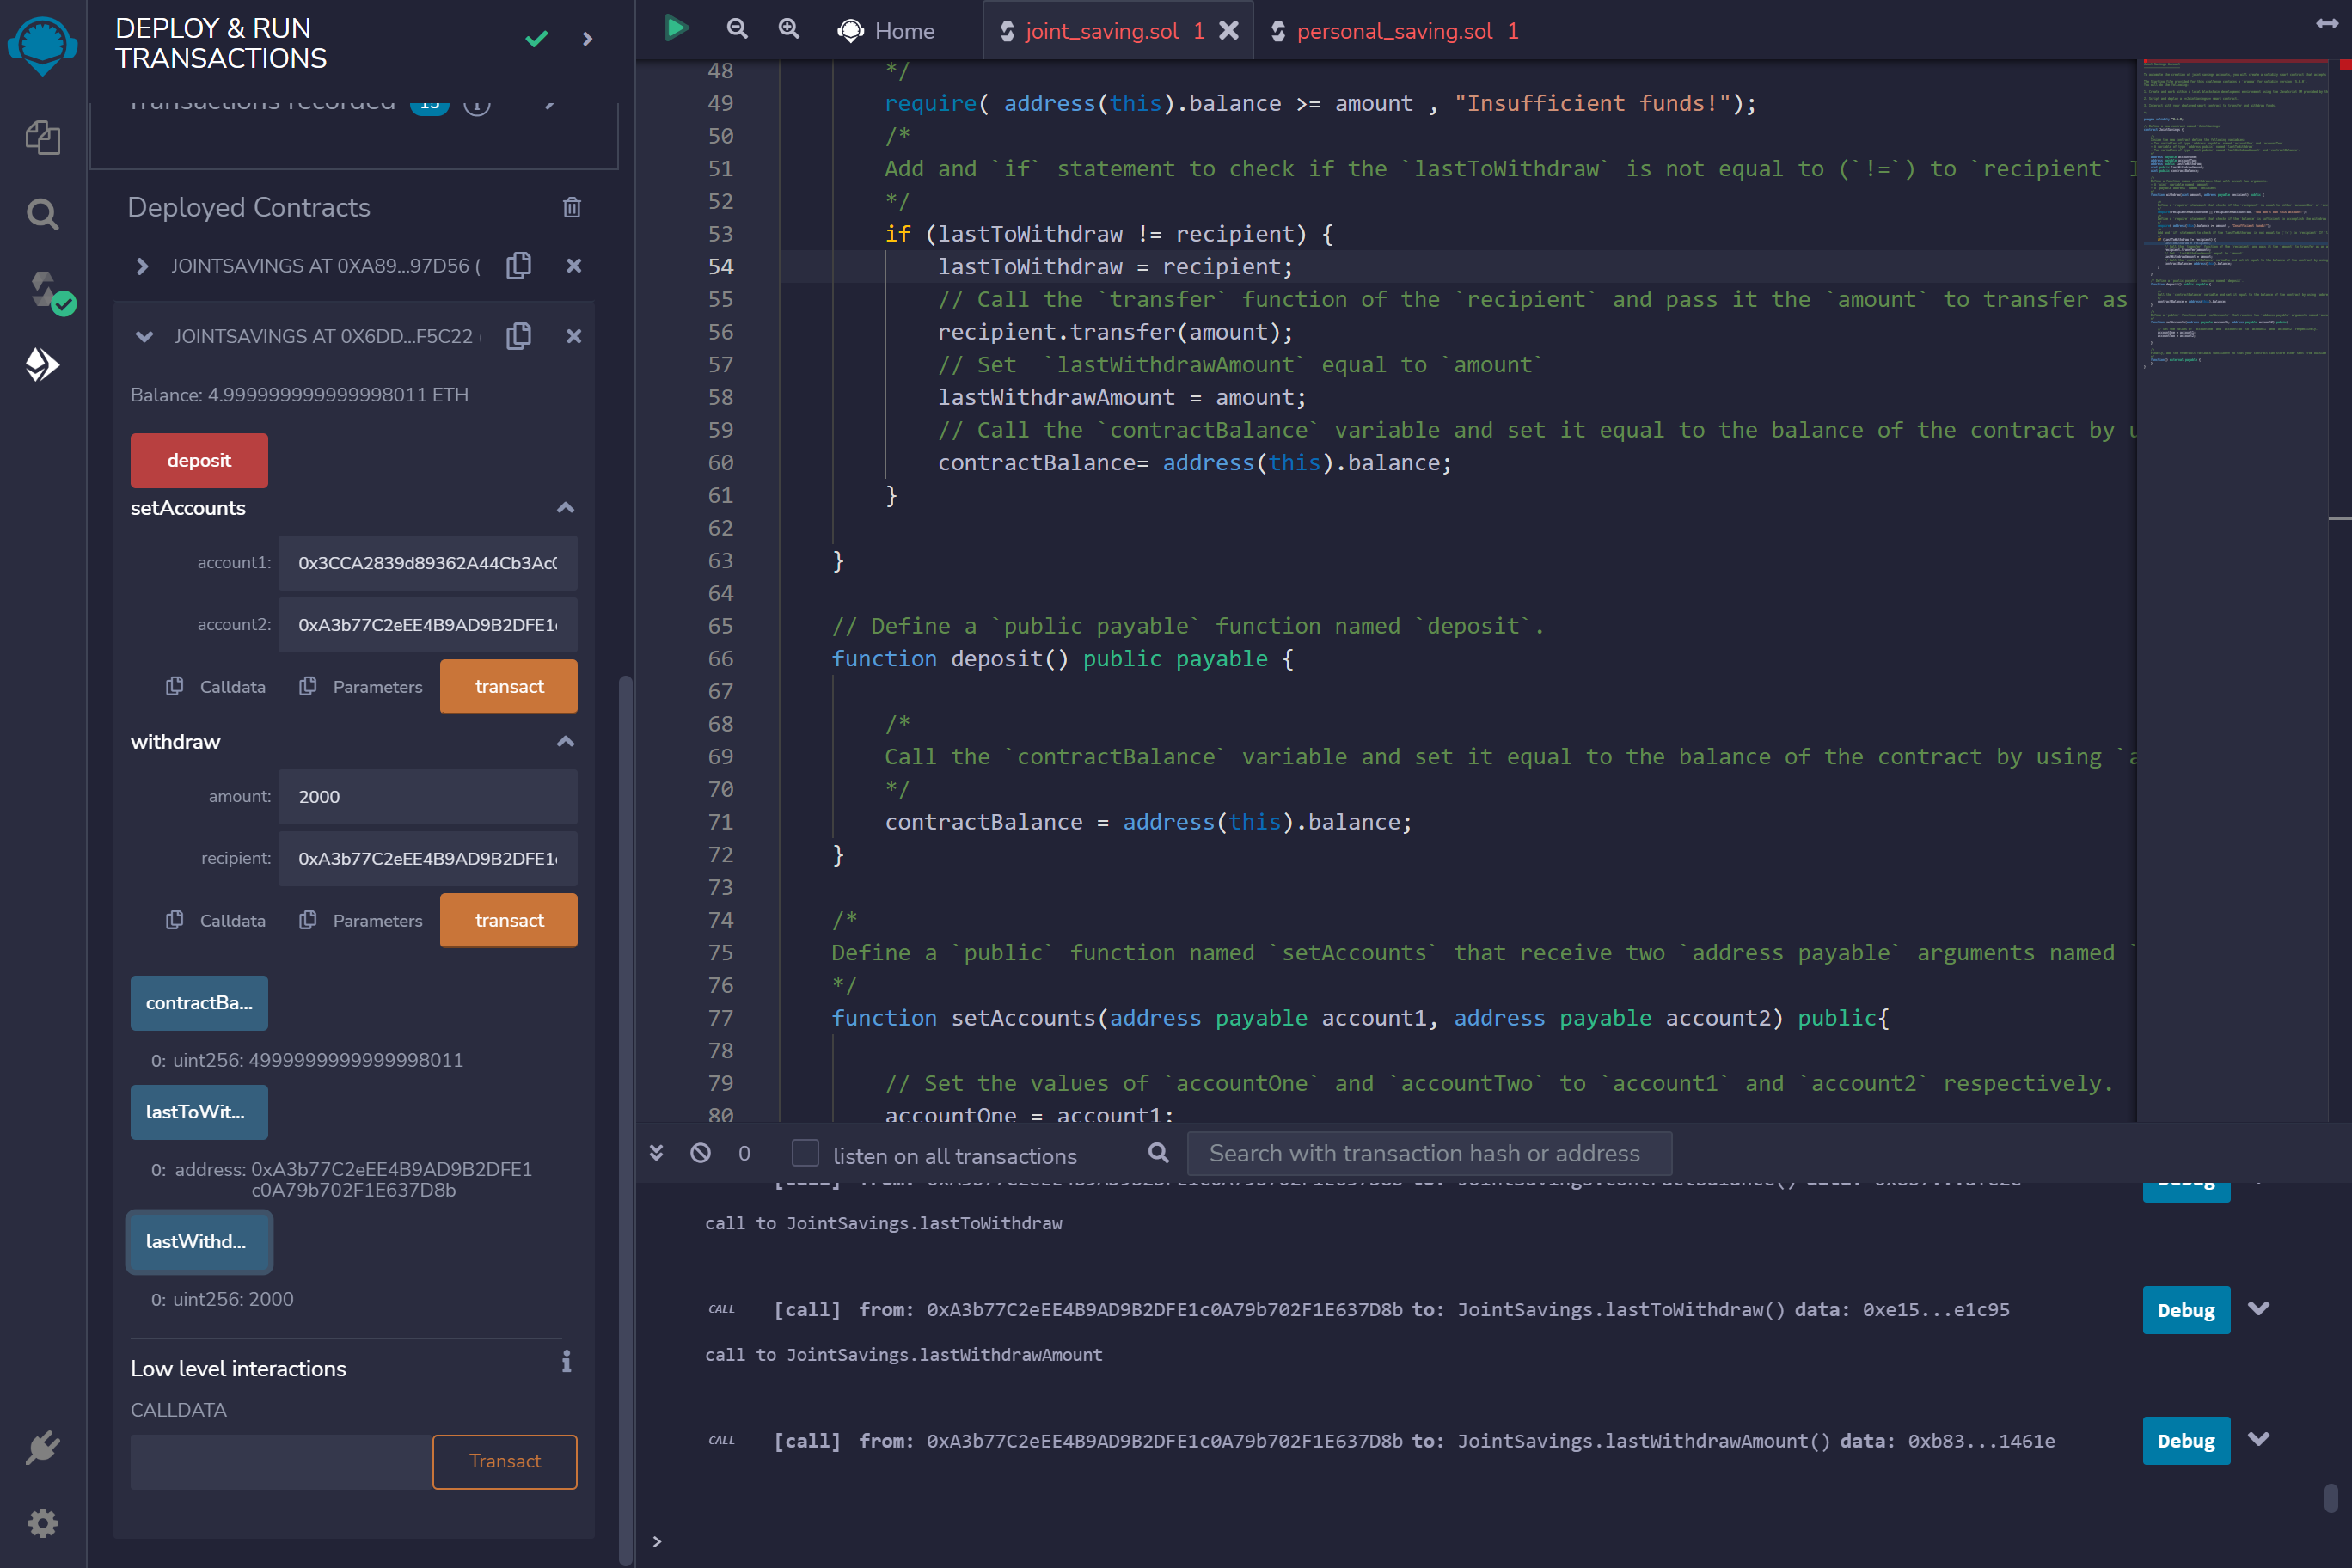 DEPLOY & RUN
TRANSACTIONS
Transactions recorded 15 i
Deployed Contracts
JOINTSAVINGS AT 0XA89...97D56 (
JOINTSAVINGS AT 0X6DD...F5C22 (
Balance: 4.999999999999998011 ETH
deposit
setAccounts
account1: 0x3CCA2839d89362A44Cb3Ac0
account2: 0xA3b77C2eEE4B9AD9B2DFE1
Calldata Parameters transact
withdraw
amount: 2000
recipient: 0xA3b77C2eEE4B9AD9B2DFE1
Calldata Parameters transact
contractBa...
0: uint256: 4999999999999998011
lastToWit...
0: address: 0xA3b77C2eEE4B9AD9B2DFE1
c0A79b702F1E637D8b
lastWithd...
0: uint256: 2000
Low level interactions
CALLDATA
Transact
Home joint_saving.sol 1 personal_saving.sol 1
48 */
49 require( address(this).balance >= amount , "Insufficient funds!");
50 /*
51 Add and `if` statement to check if the `lastToWithdraw` is not equal to (`!=`) to `recipient`
52 */
53 if (lastToWithdraw != recipient) {
54 lastToWithdraw = recipient;
55 // Call the `transfer` function of the `recipient` and pass it the `amount` to transfer as
56 recipient.transfer(amount);
57 // Set  `lastWithdrawAmount` equal to `amount`
58 lastWithdrawAmount = amount;
59 // Call the `contractBalance` variable and set it equal to the balance of the contract by u
60 contractBalance= address(this).balance;
61 }
62
63 }
64
65 // Define a `public payable` function named `deposit`.
66 function deposit() public payable {
67
68 /*
69 Call the `contractBalance` variable and set it equal to the balance of the contract by using `a
70 */
71 contractBalance = address(this).balance;
72 }
73
74 /*
75 Define a `public` function named `setAccounts` that receive two `address payable` arguments named `
76 */
77 function setAccounts(address payable account1, address payable account2) public{
78
79 // Set the values of `accountOne` and `accountTwo` to `account1` and `account2` respectively.
80 accountOne = account1;
0 listen on all transactions Search with transaction hash or address
[call] from: 0xA3b77C2eEE4B9AD9B2DFE1c0A79b702F1E637D8b to: JointSavings.contractBalance() data: Debug
call to JointSavings.lastToWithdraw
CALL [call] from: 0xA3b77C2eEE4B9AD9B2DFE1c0A79b702F1E637D8b to: JointSavings.lastToWithdraw() data: 0xe15...e1c95 Debug
call to JointSavings.lastWithdrawAmount
CALL [call] from: 0xA3b77C2eEE4B9AD9B2DFE1c0A79b702F1E637D8b to: JointSavings.lastWithdrawAmount() data: 0xb83...1461e Debug
>